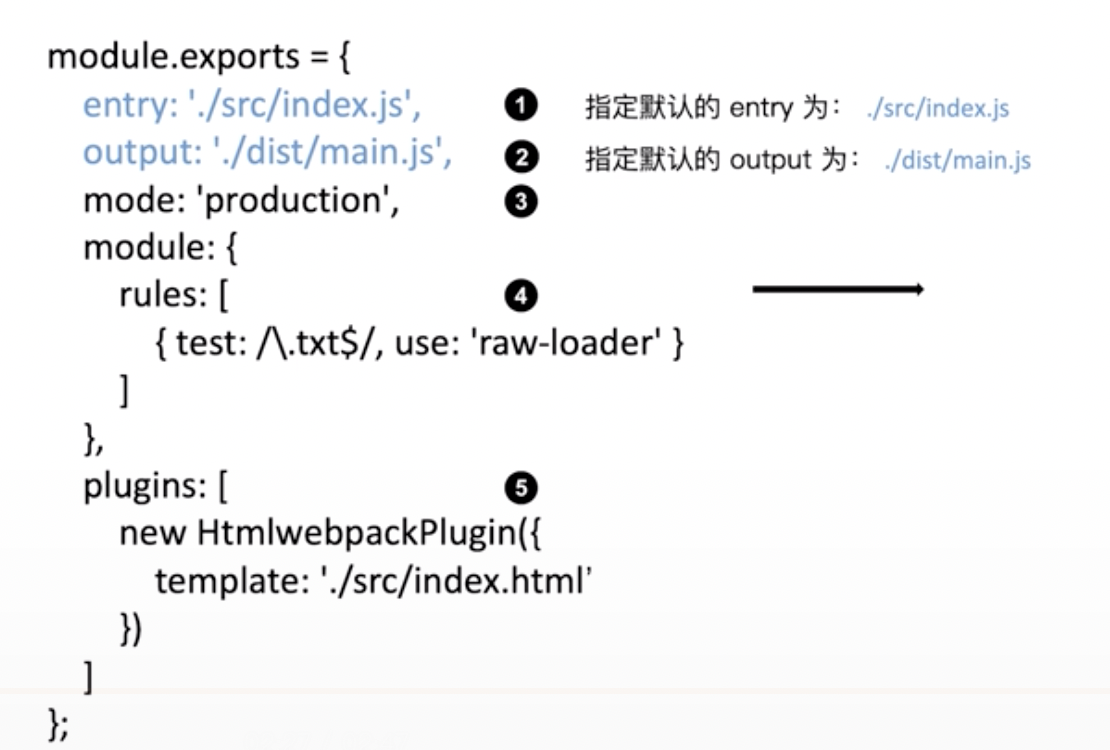 module.exports = {
entry: './src/index.js', ❶ 指定默认的 entry 为： ./src/index.js
output: './dist/main.js', ❷ 指定默认的 output 为： ./dist/main.js
mode: 'production', ❸
module: {
rules: [ ❹
{ test: /\.txt$/, use: 'raw-loader' }
]
},
plugins: [ ❺
new HtmlwebpackPlugin({
template: './src/index.html’
})
]
};